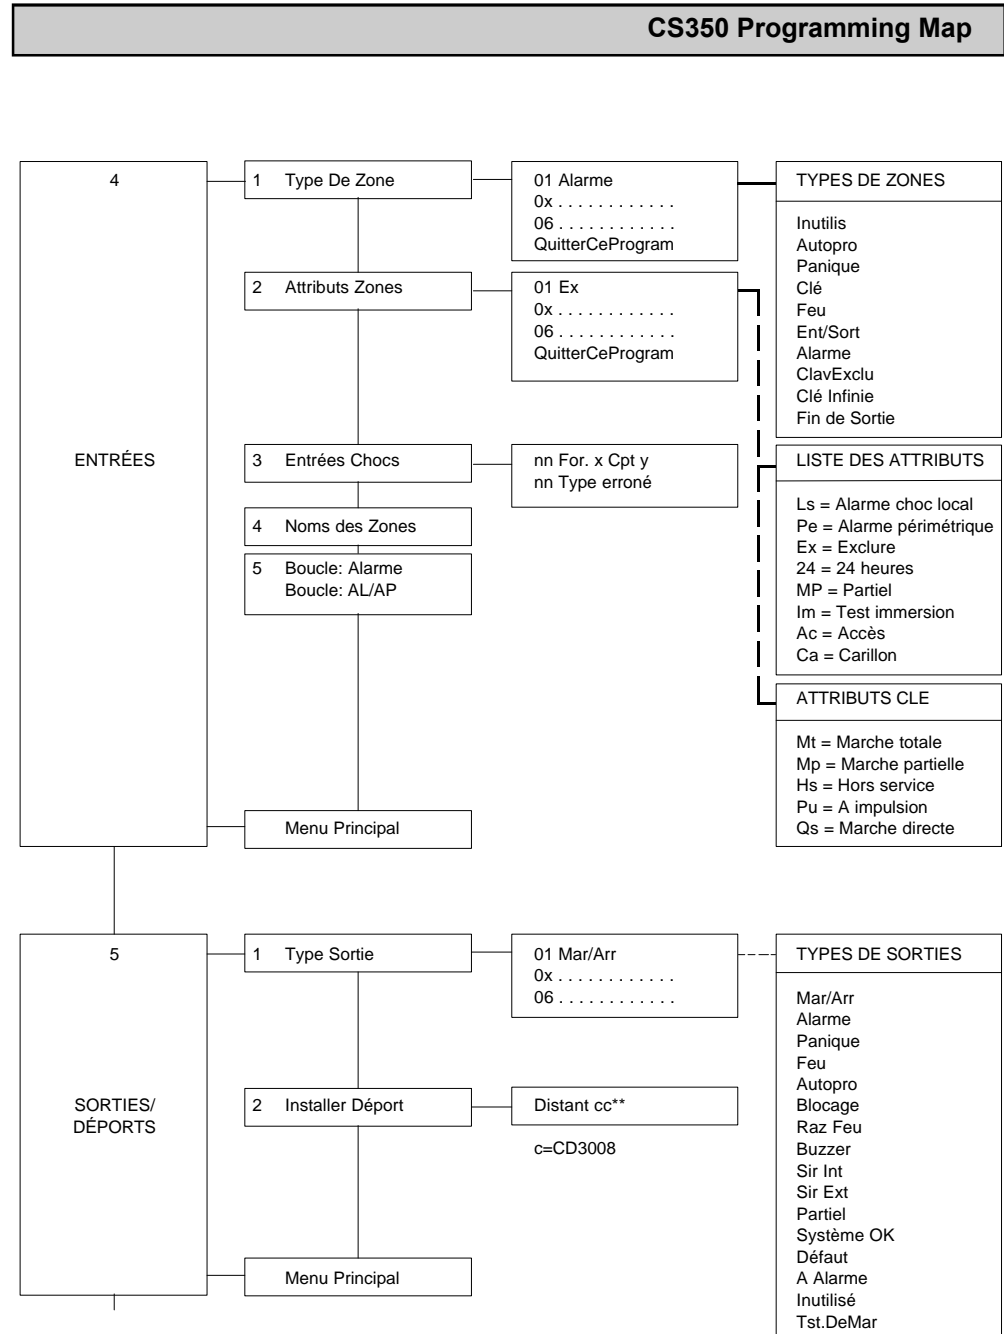 CS350 Programming Map
4
ENTRÉES
1 Type De Zone
01 Alarme
0x . . . . . . . . . . . .
06 . . . . . . . . . . . .
QuitterCeProgram
TYPES DE ZONES
Inutilis
Autopro
Panique
Clé
Feu
Ent/Sort
Alarme
ClavExclu
Clé Infinie
Fin de Sortie
2 Attributs Zones
01 Ex
0x . . . . . . . . . . . .
06 . . . . . . . . . . . .
QuitterCeProgram
3 Entrées Chocs
nn For. x Cpt y
nn Type erroné
LISTE DES ATTRIBUTS
Ls = Alarme choc local
Pe = Alarme périmétrique
Ex = Exclure
24 = 24 heures
MP = Partiel
Im = Test immersion
Ac = Accès
Ca = Carillon
4 Noms des Zones
5 Boucle: Alarme
Boucle: AL/AP
ATTRIBUTS CLE
Mt = Marche totale
Mp = Marche partielle
Hs = Hors service
Pu = A impulsion
Qs = Marche directe
Menu Principal
5
SORTIES/
DÉPORTS
1 Type Sortie
01 Mar/Arr
0x . . . . . . . . . . . .
06 . . . . . . . . . . . .
TYPES DE SORTIES
Mar/Arr
Alarme
Panique
Feu
Autopro
Blocage
Raz Feu
Buzzer
Sir Int
Sir Ext
Partiel
Système OK
Défaut
A Alarme
Inutilisé
Tst.DeMar
2 Installer Déport
Distant cc**
c=CD3008
Menu Principal